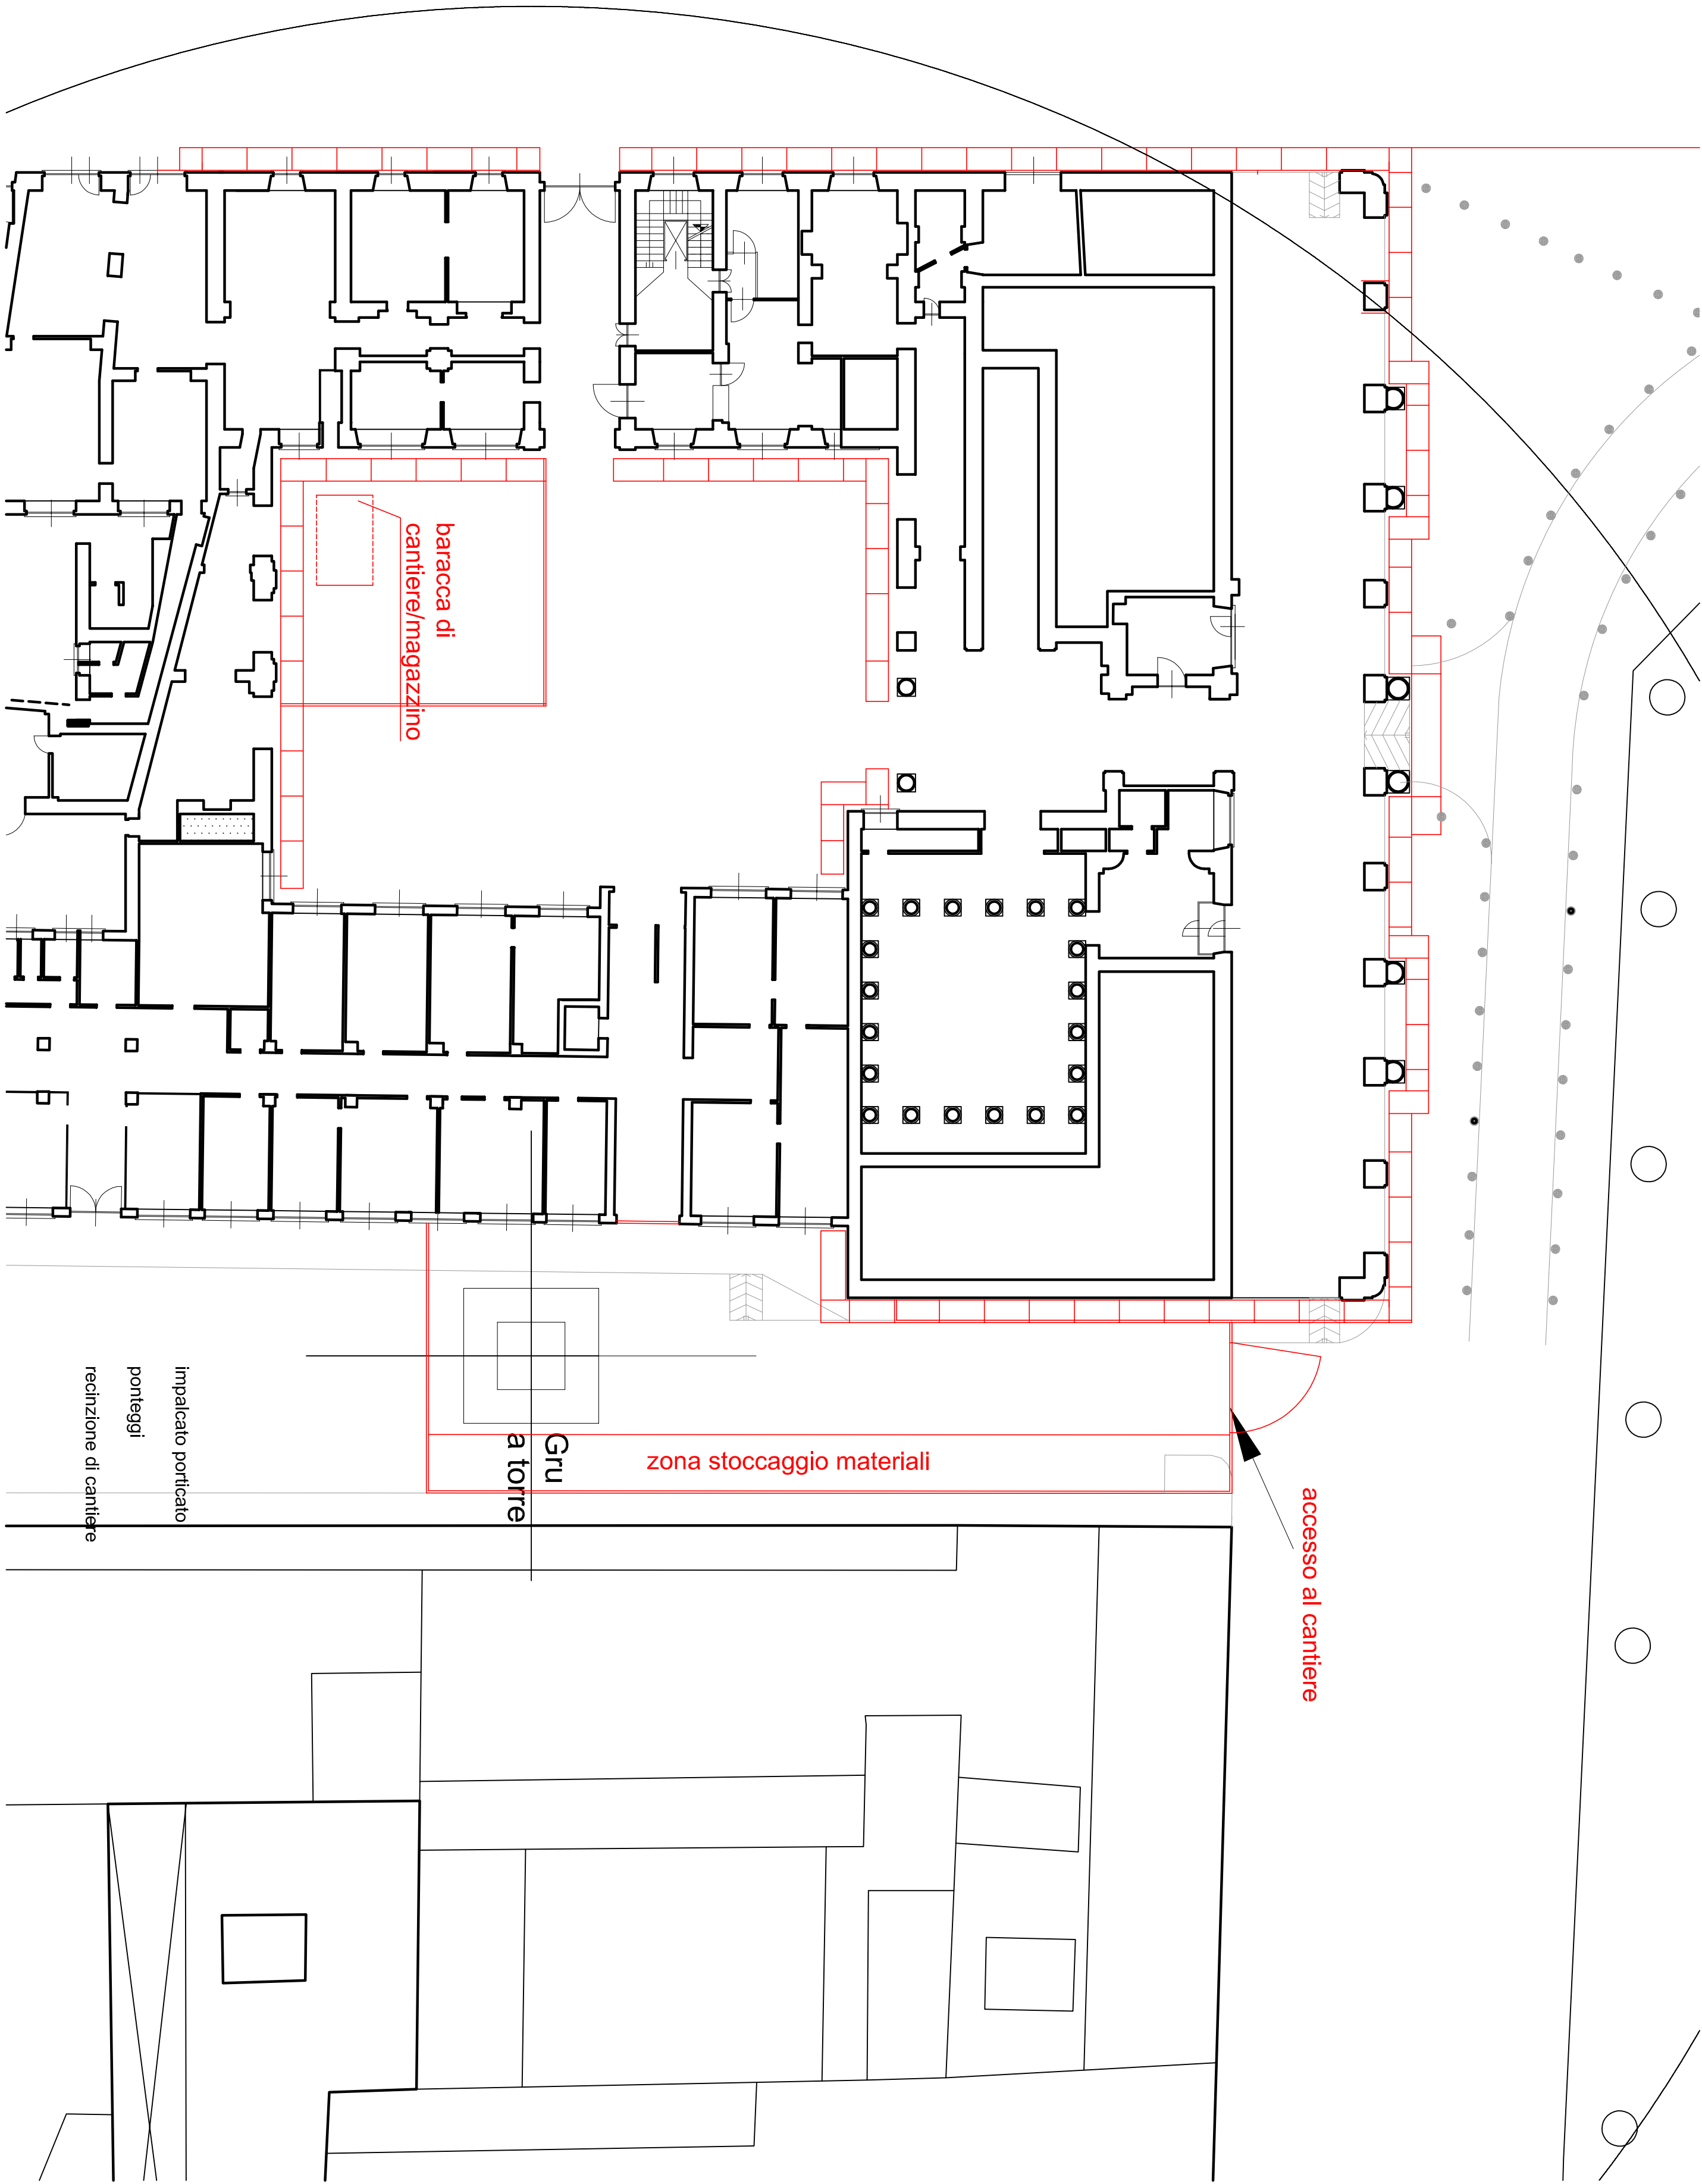 baracca di
cantiere/magazzino
Gru
a torre
zona stoccaggio materiali
accesso al cantiere
impalcato porticato
ponteggi
recinzione di cantiere